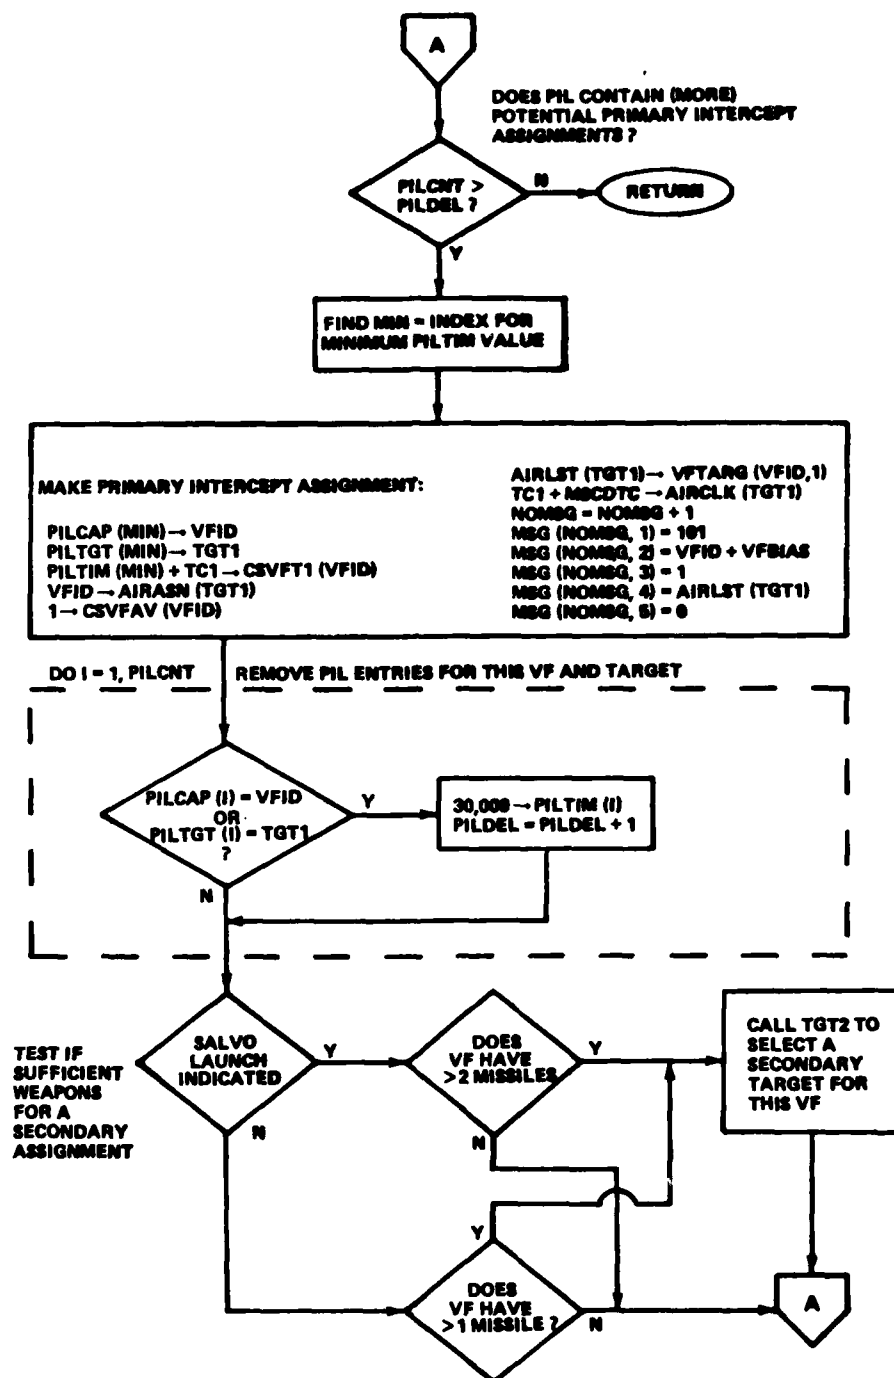 A
DOES PIL CONTAIN (MORE)
POTENTIAL PRIMARY INTERCEPT
ASSIGNMENTS ?
PILCNT >
PILDEL ?
N
RETURN
Y
FIND MIN = INDEX FOR
MINIMUM PILTIM VALUE
MAKE PRIMARY INTERCEPT ASSIGNMENT:
PILCAP (MIN) → VFID
PILTGT (MIN) → TGT1
PILTIM (MIN) + TC1 → CSVFT1 (VFID)
VFID → AIRASN (TGT1)
1 → CSVFAV (VFID)
AIRLST (TGT1) → VFTARG (VFID,1)
TC1 + MSCDTC → AIRCLK (TGT1)
NOMSG = NOMSG + 1
MSG (NOMSG, 1) = 101
MSG (NOMSG, 2) = VFID + VFBIAS
MSG (NOMSG, 3) = 1
MSG (NOMSG, 4) = AIRLST (TGT1)
MSG (NOMSG, 5) = 0
DO I = 1, PILCNT
REMOVE PIL ENTRIES FOR THIS VF AND TARGET
PILCAP (I) = VFID
OR
PILTGT (I) = TGT1
?
Y
30,000 → PILTIM (I)
PILDEL = PILDEL + 1
N
TEST IF
SUFFICIENT
WEAPONS
FOR A
SECONDARY
ASSIGNMENT
SALVO
LAUNCH
INDICATED
Y
N
DOES
VF HAVE
>2 MISSILES
Y
N
CALL TGT2 TO
SELECT A
SECONDARY
TARGET FOR
THIS VF
Y
DOES
VF HAVE
>1 MISSILE ?
N
A